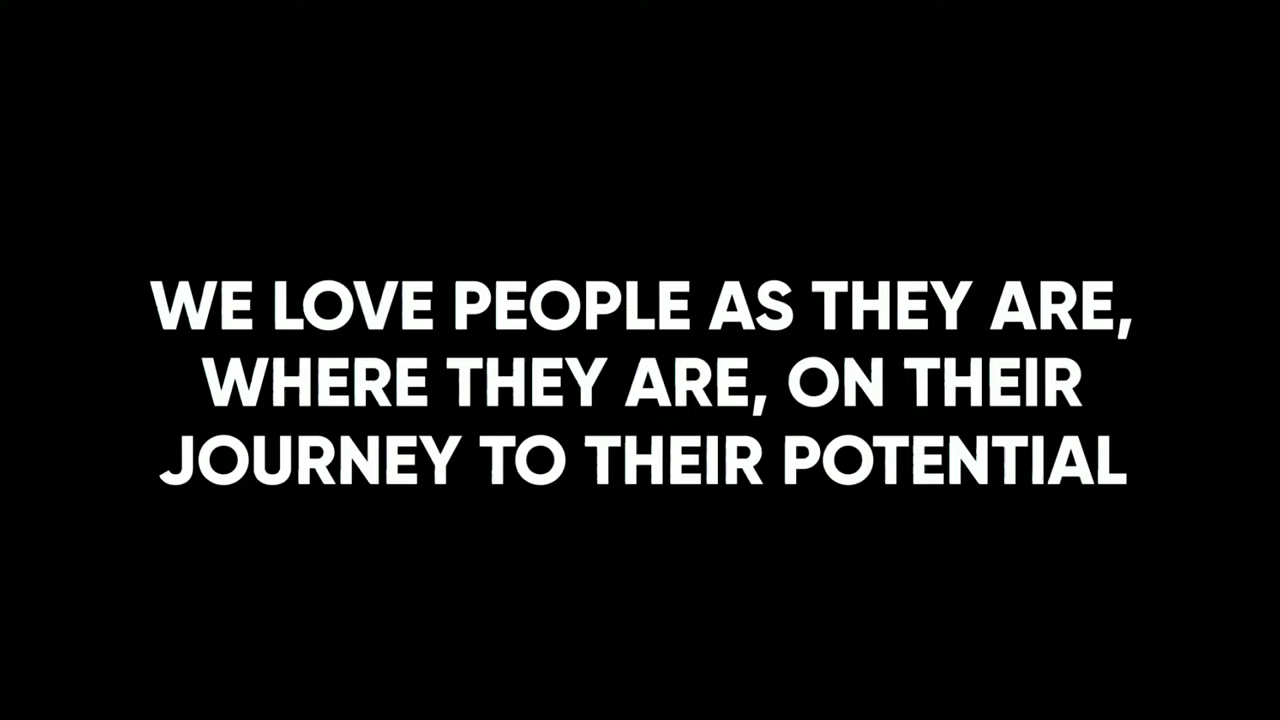 WE LOVE PEOPLE AS THEY ARE,
WHERE THEY ARE, ON THEIR
JOURNEY TO THEIR POTENTIAL